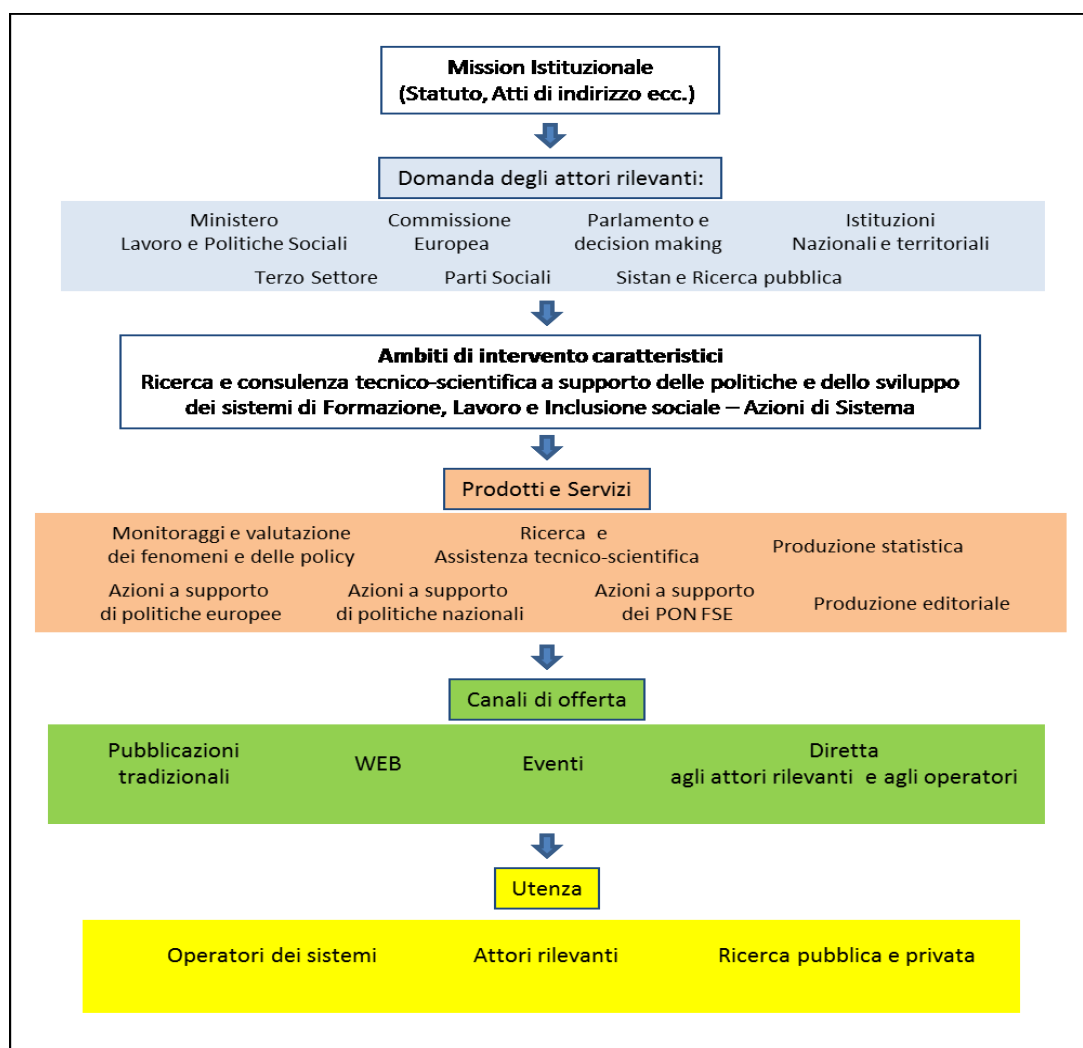 Mission Istituzionale
(Statuto, Atti di indirizzo ecc.)
Domanda degli attori rilevanti:
Ministero
Lavoro e Politiche Sociali
Commissione
Europea
Parlamento e
decision making
Istituzioni
Nazionali e territoriali
Terzo Settore
Parti Sociali
Sistan e Ricerca pubblica
Ambiti di intervento caratteristici
Ricerca e consulenza tecnico-scientifica a supporto delle politiche e dello sviluppo
dei sistemi di Formazione, Lavoro e Inclusione sociale – Azioni di Sistema
Prodotti e Servizi
Monitoraggi e valutazione
dei fenomeni e delle policy
Ricerca e
Assistenza tecnico-scientifica
Produzione statistica
Azioni a supporto
di politiche europee
Azioni a supporto
di politiche nazionali
Azioni a supporto
dei PON FSE
Produzione editoriale
Canali di offerta
Pubblicazioni
tradizionali
WEB
Eventi
Diretta
agli attori rilevanti e agli operatori
Utenza
Operatori dei sistemi
Attori rilevanti
Ricerca pubblica e privata